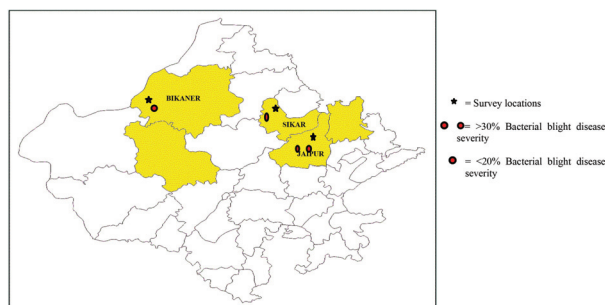 BIKANER
SIKAR
JAIPUR
= Survey locations
= >30% Bacterial blight disease
severity
= <20% Bacterial blight disease
severity